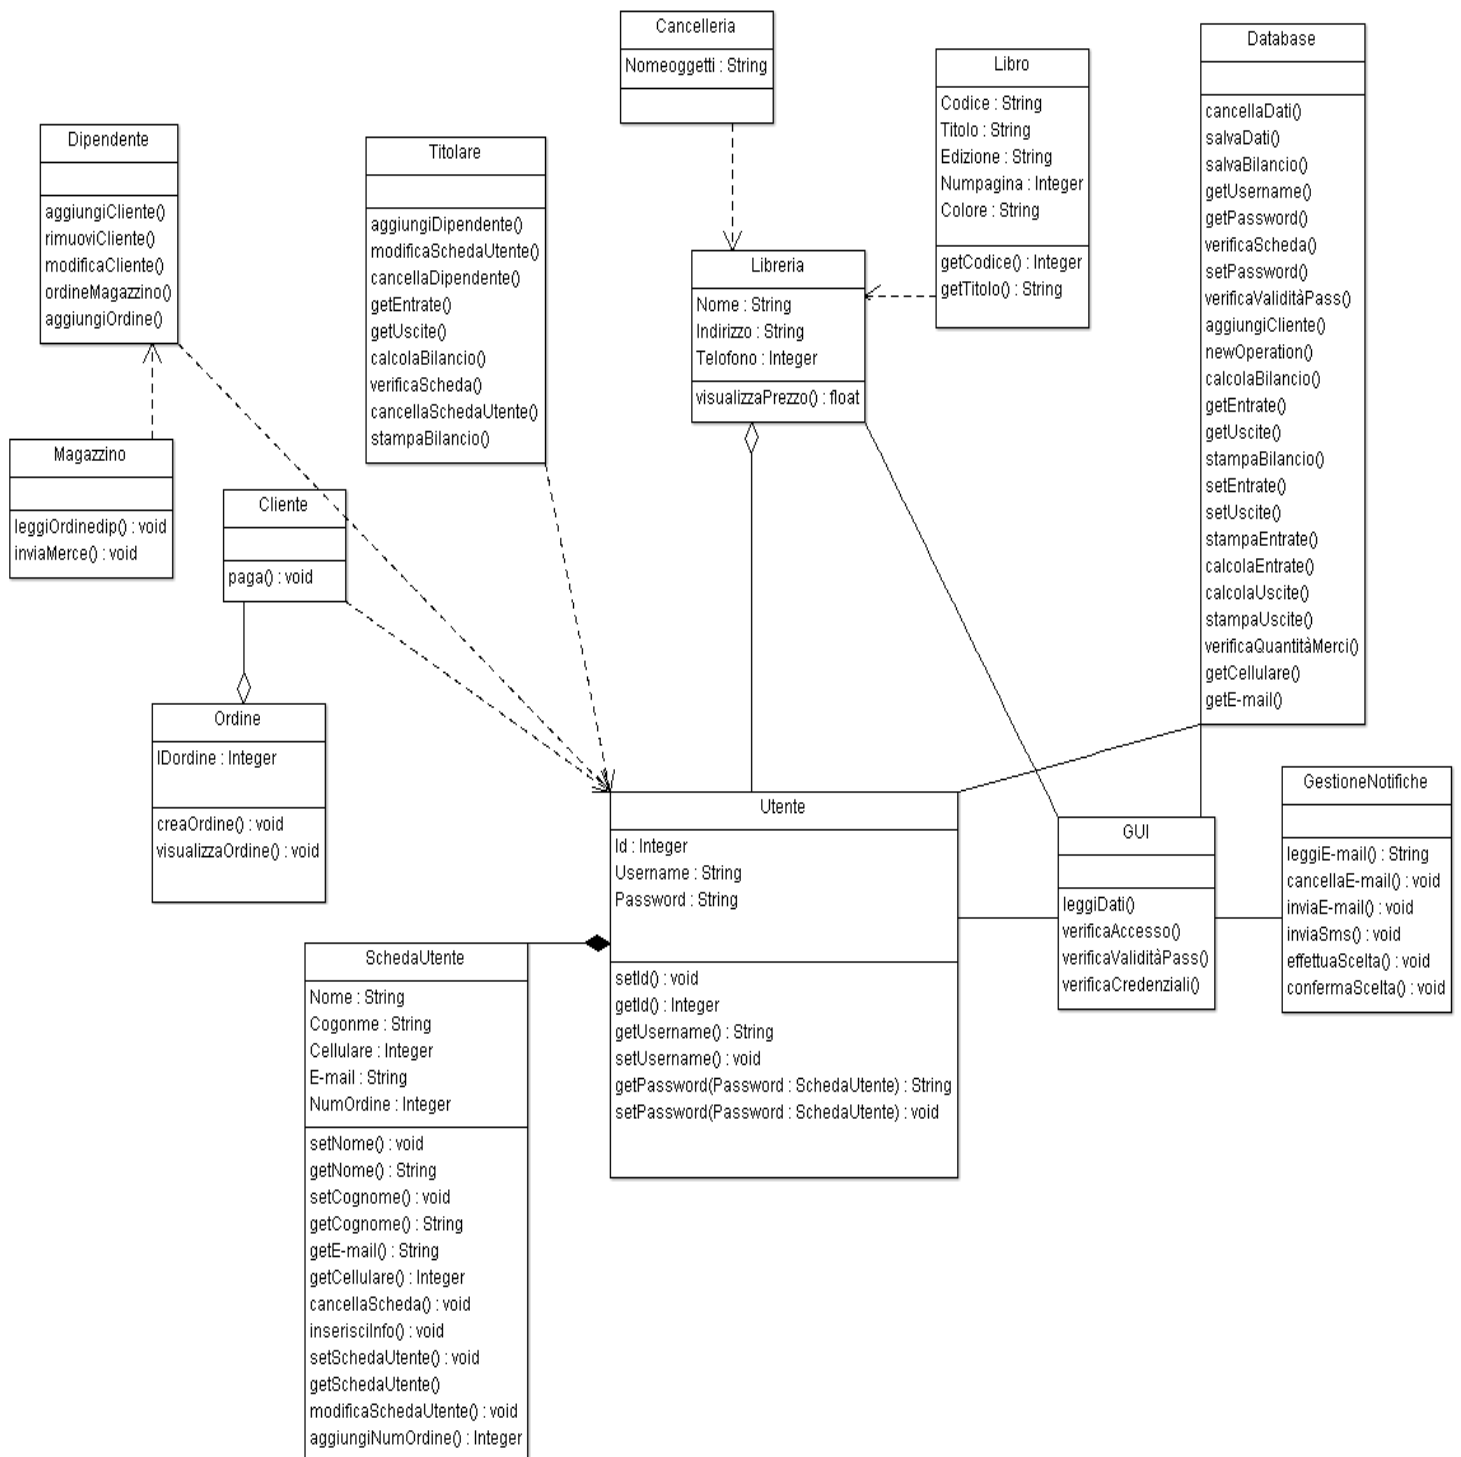 Cancelleria
Nomeoggetti : String
Libro
Codice : String
Titolo : String
Edizione : String
Numpagina : Integer
Colore : String
getCodice() : Integer
getTitolo() : String
Database
cancellaDati()
salvaDati()
salvaBilancio()
getUsername()
getPassword()
verificaScheda()
setPassword()
verificaValiditàPass()
aggiungiCliente()
newOperation()
calcolaBilancio()
getEntrate()
getUscite()
stampaBilancio()
setEntrate()
setUscite()
stampaEntrate()
calcolaEntrate()
calcolaUscite()
stampaUscite()
verificaQuantitàMerci()
getCellulare()
getE-mail()
Dipendente
aggiungiCliente()
rimuoviCliente()
modificaCliente()
ordineMagazzino()
aggiungiOrdine()
Titolare
aggiungiDipendente()
modificaSchedaUtente()
cancellaDipendente()
getEntrate()
getUscite()
calcolaBilancio()
verificaScheda()
cancellaSchedaUtente()
stampaBilancio()
Libreria
Nome : String
Indirizzo : String
Telofono : Integer
visualizzaPrezzo() : float
Magazzino
leggiOrdinedip() : void
inviaMerce() : void
Cliente
paga() : void
Ordine
IDordine : Integer
creaOrdine() : void
visualizzaOrdine() : void
Utente
Id : Integer
Username : String
Password : String
setId() : void
getId() : Integer
getUsername() : String
setUsername() : void
getPassword(Password : SchedaUtente) : String
setPassword(Password : SchedaUtente) : void
GUI
leggiDati()
verificaAccesso()
verificaValiditàPass()
verificaCredenziali()
GestioneNotifiche
leggiE-mail() : String
cancellaE-mail() : void
inviaE-mail() : void
inviaSms() : void
effettuaScelta() : void
confermaScelta() : void
SchedaUtente
Nome : String
Cogonme : String
Cellulare : Integer
E-mail : String
NumOrdine : Integer
setNome() : void
getNome() : String
setCognome() : void
getCognome() : String
getE-mail() : String
getCellulare() : Integer
cancellaScheda() : void
inserisciInfo() : void
setSchedaUtente() : void
getSchedaUtente()
modificaSchedaUtente() : void
aggiungiNumOrdine() : Integer